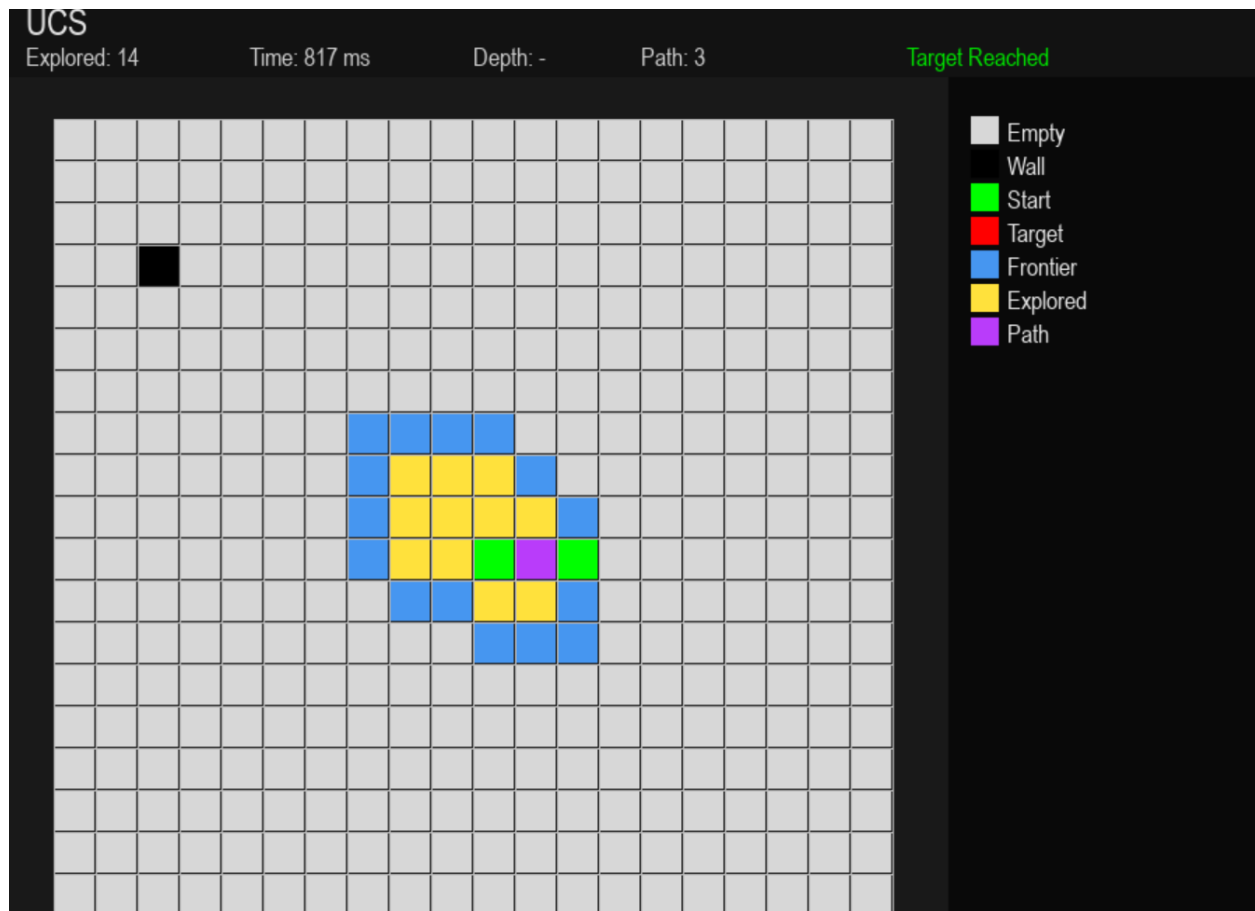 UCS
Explored: 14 Time: 817 ms Depth: - Path: 3 Target Reached
Empty
Wall
Start
Target
Frontier
Explored
Path